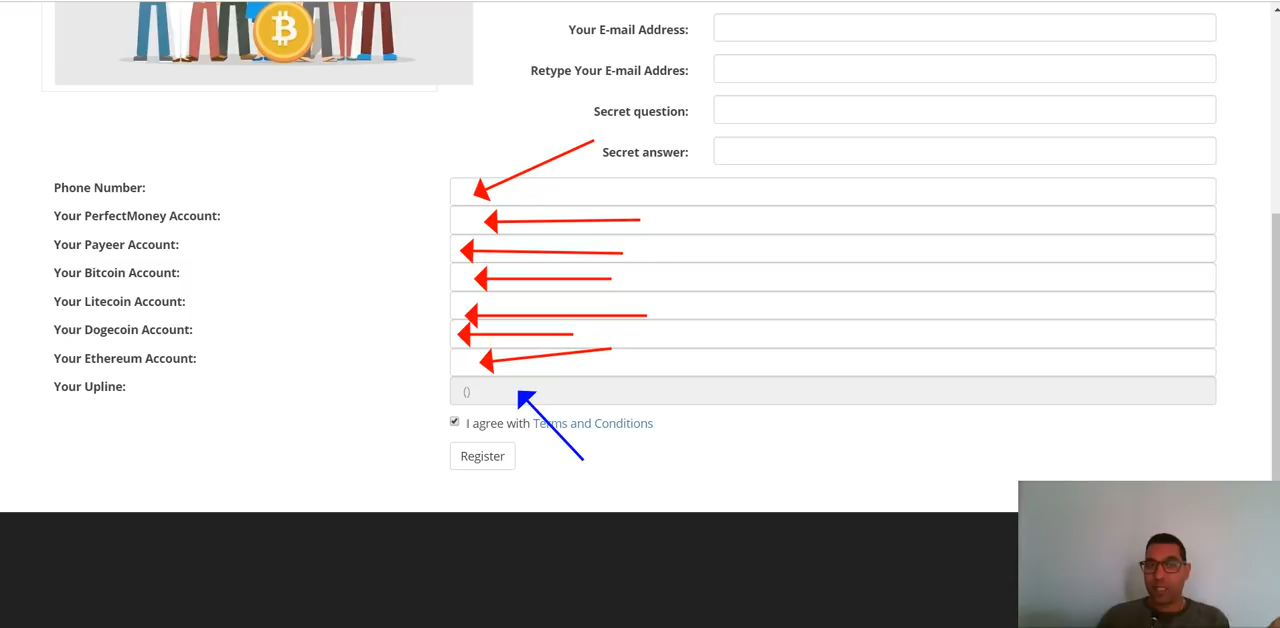 Your E-mail Address:
Retype Your E-mail Addres:
Secret question:
Secret answer:
Phone Number:
Your PerfectMoney Account:
Your Payeer Account:
Your Bitcoin Account:
Your Litecoin Account:
Your Dogecoin Account:
Your Ethereum Account:
Your Upline:
()
I agree with Terms and Conditions
Register